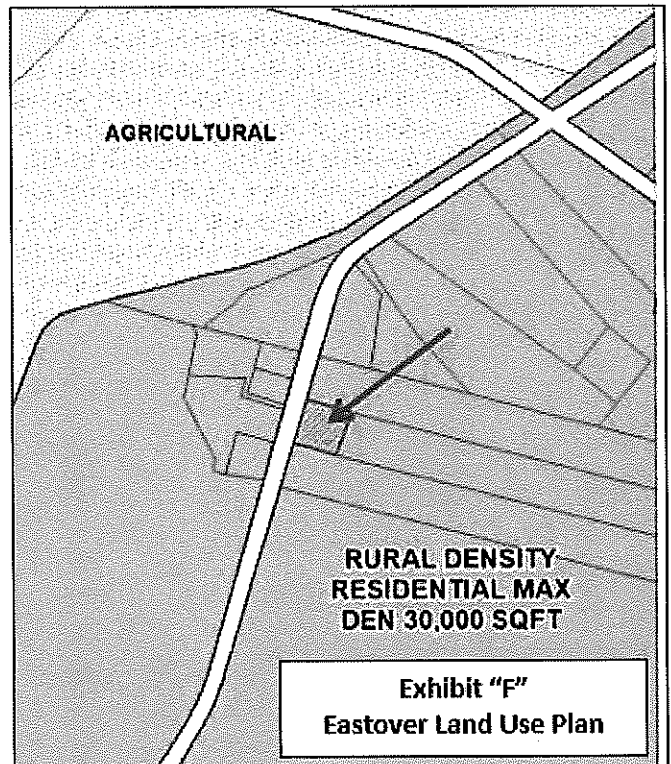 AGRICULTURAL
RURAL DENSITY
RESIDENTIAL MAX
DEN 30,000 SQFT
Exhibit "F"
Eastover Land Use Plan